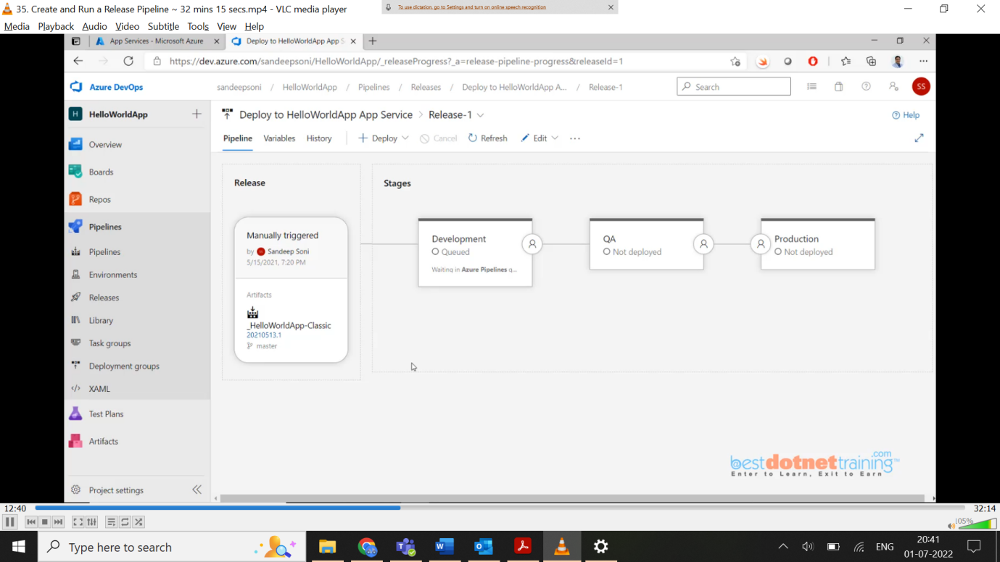 35. Create and Run a Release Pipeline ~ 32 mins 15 secs.mp4 - VLC media player
To use dictation, go to Settings and turn on online speech recognition
Media Playback Audio Video Subtitle Tools View Help
App Services - Microsoft Azure
Deploy to HelloWorldApp App S
https://dev.azure.com/sandeepsoni/HelloWorldApp/_releaseProgress?_a=release-pipeline-progress&releaseId=1
Azure DevOps
sandeepsoni / HelloWorldApp / Pipelines / Releases / Deploy to HelloWorldApp A... / Release-1
Search
SS
H HelloWorldApp
Overview
Boards
Repos
Pipelines
Pipelines
Environments
Releases
Library
Task groups
Deployment groups
XAML
Test Plans
Artifacts
Project settings
Deploy to HelloWorldApp App Service > Release-1
Help
Pipeline Variables History Deploy Cancel Refresh Edit ...
Release
Manually triggered
by Sandeep Soni
5/15/2021, 7:20 PM
Artifacts
_HelloWorldApp-Classic
20210513.1
master
Stages
Development
Queued
Waiting in Azure Pipelines q...
QA
Not deployed
Production
Not deployed
bestdotnettraining.com™
Enter to Learn, Exit to Earn
12:40
32:14
105%
Type here to search
ENG
20:41
01-07-2022